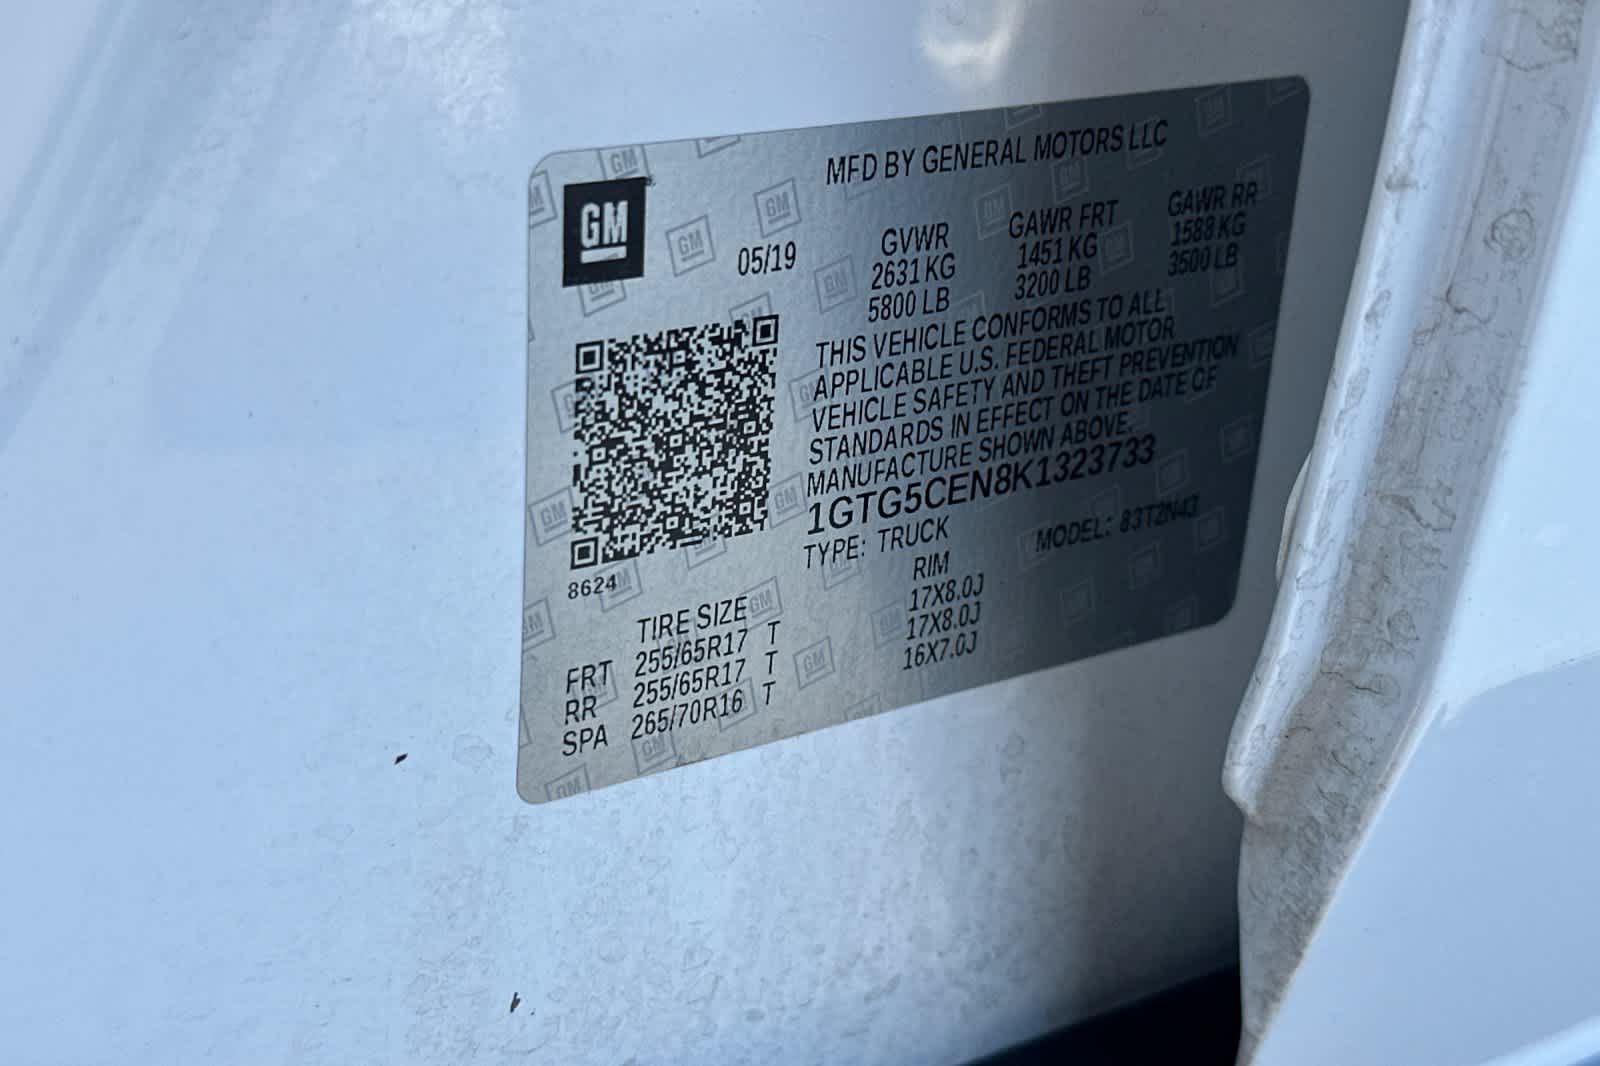 MFD BY GENERAL MOTORS LLC
GM
05/19
GVWR
2631 KG
5800 LB
GAWR FRT
1451 KG
3200 LB
GAWR RR
1588 KG
3500 LB
THIS VEHICLE CONFORMS TO ALL
APPLICABLE U.S. FEDERAL MOTOR
VEHICLE SAFETY AND THEFT PREVENTION
STANDARDS IN EFFECT ON THE DATE OF
MANUFACTURE SHOWN ABOVE.
1GTG5CEN8K1323733
TYPE: TRUCK
MODEL: 83T2N43
8624
TIRE SIZE
RIM
FRT 255/65R17 T 17X8.0J
RR 255/65R17 T 17X8.0J
SPA 265/70R16 T 16X7.0J